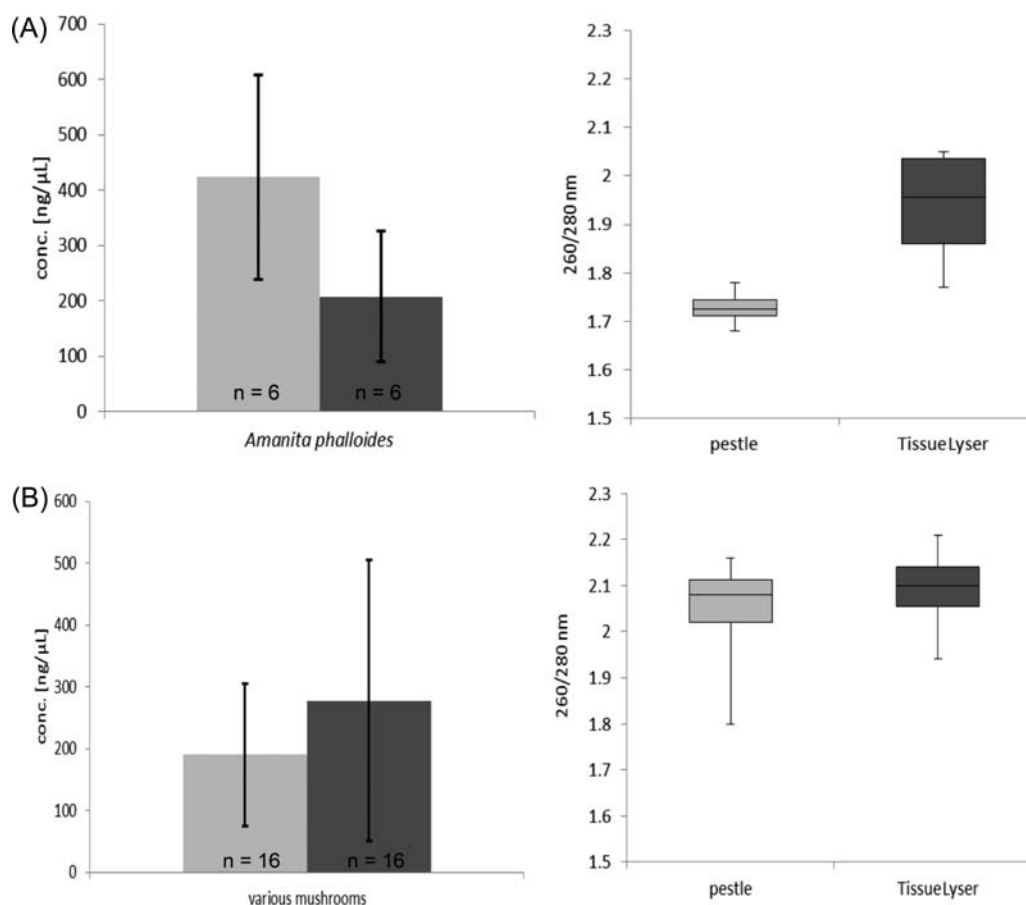 (A)
700
600
500
400
300
200
100
0
conc. [ng/µL]
n = 6 n = 6
Amanita phalloides
2.3
2.2
2.1
2
1.9
1.8
1.7
1.6
1.5
260/280 nm
pestle TissueLyser
(B)
600
500
400
300
200
100
0
conc. [ng/µL]
n = 16 n = 16
various mushrooms
2.3
2.2
2.1
2
1.9
1.8
1.7
1.6
1.5
260/280 nm
pestle TissueLyser